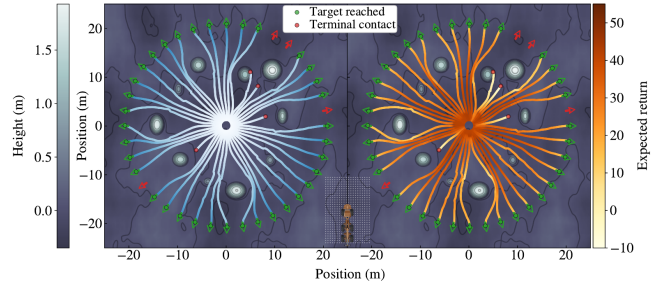 Target reached
Terminal contact
Height (m)
1.5
1.0
0.5
0.0
Position (m)
20
10
0
−10
−20
−20 −10 0 10 20
−20 −10 0 10 20
Position (m)
Expected return
50
40
30
20
10
0
−10